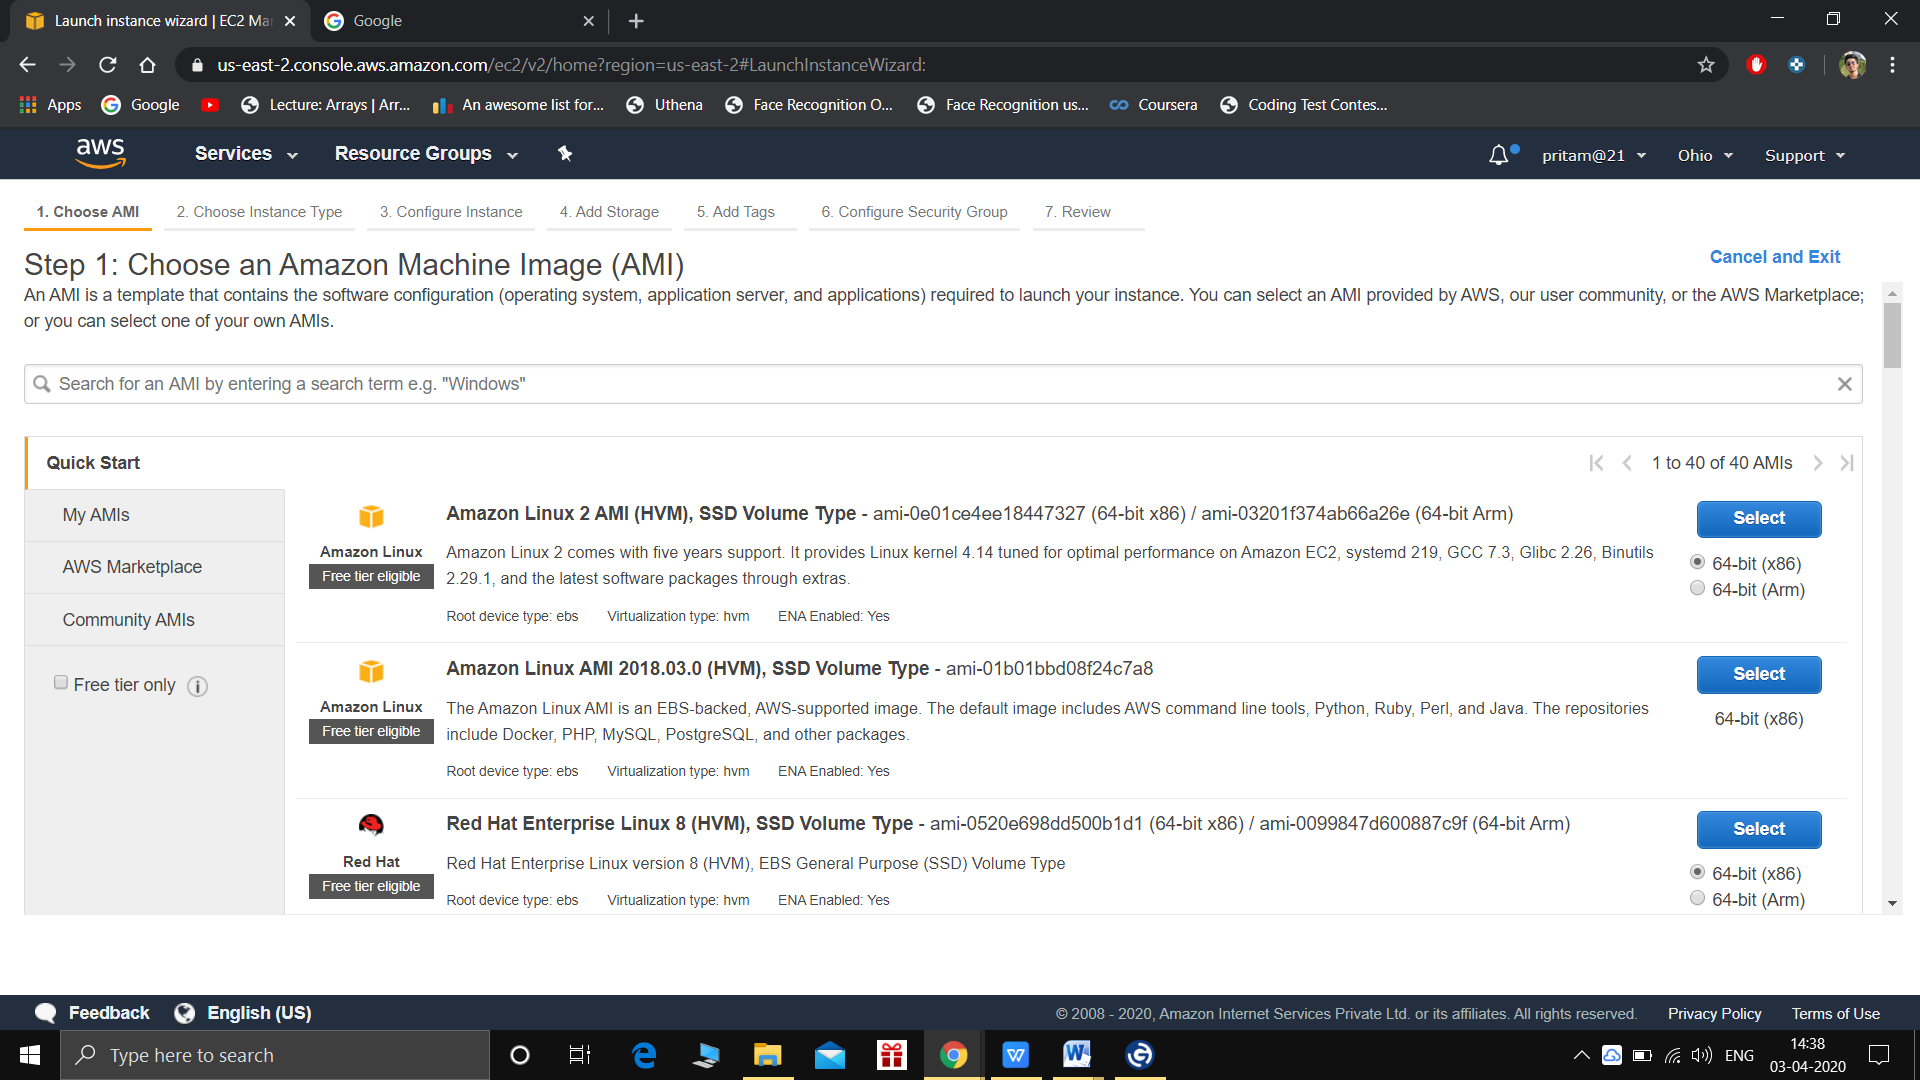 Launch instance wizard | EC2 Mar
Google
us-east-2.console.aws.amazon.com/ec2/v2/home?region=us-east-2#LaunchInstanceWizard:
Apps
Google
Lecture: Arrays | Arr...
An awesome list for...
Uthena
Face Recognition O...
Face Recognition us...
Coursera
Coding Test Contes...
aws
Services
Resource Groups
pritam@21
Ohio
Support
1. Choose AMI
2. Choose Instance Type
3. Configure Instance
4. Add Storage
5. Add Tags
6. Configure Security Group
7. Review
Step 1: Choose an Amazon Machine Image (AMI)
Cancel and Exit
An AMI is a template that contains the software configuration (operating system, application server, and applications) required to launch your instance. You can select an AMI provided by AWS, our user community, or the AWS Marketplace;
or you can select one of your own AMIs.
Search for an AMI by entering a search term e.g. "Windows"
Quick Start
1 to 40 of 40 AMIs
My AMIs
AWS Marketplace
Community AMIs
Free tier only
Amazon Linux
Free tier eligible
Amazon Linux 2 AMI (HVM), SSD Volume Type - ami-0e01ce4ee18447327 (64-bit x86) / ami-03201f374ab66a26e (64-bit Arm)
Amazon Linux 2 comes with five years support. It provides Linux kernel 4.14 tuned for optimal performance on Amazon EC2, systemd 219, GCC 7.3, Glibc 2.26, Binutils
2.29.1, and the latest software packages through extras.
Root device type: ebs Virtualization type: hvm ENA Enabled: Yes
Select
64-bit (x86)
64-bit (Arm)
Amazon Linux
Free tier eligible
Amazon Linux AMI 2018.03.0 (HVM), SSD Volume Type - ami-01b01bbd08f24c7a8
The Amazon Linux AMI is an EBS-backed, AWS-supported image. The default image includes AWS command line tools, Python, Ruby, Perl, and Java. The repositories
include Docker, PHP, MySQL, PostgreSQL, and other packages.
Root device type: ebs Virtualization type: hvm ENA Enabled: Yes
Select
64-bit (x86)
Red Hat
Free tier eligible
Red Hat Enterprise Linux 8 (HVM), SSD Volume Type - ami-0520e698dd500b1d1 (64-bit x86) / ami-0099847d600887c9f (64-bit Arm)
Red Hat Enterprise Linux version 8 (HVM), EBS General Purpose (SSD) Volume Type
Root device type: ebs Virtualization type: hvm ENA Enabled: Yes
Select
64-bit (x86)
64-bit (Arm)
Feedback
English (US)
© 2008 - 2020, Amazon Internet Services Private Ltd. or its affiliates. All rights reserved.
Privacy Policy
Terms of Use
Type here to search
ENG
14:38
03-04-2020